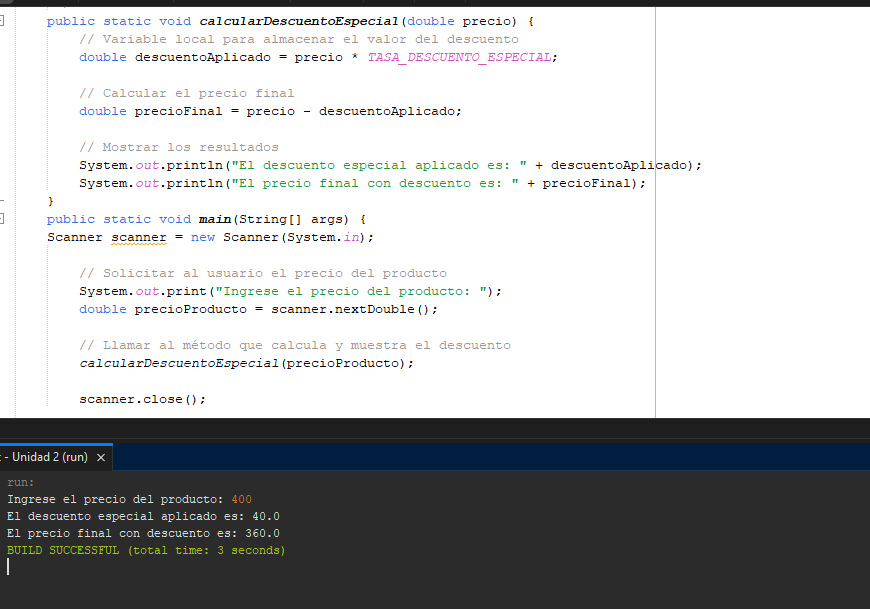 public static void calcularDescuentoEspecial(double precio) {
// Variable local para almacenar el valor del descuento
double descuentoAplicado = precio * TASA_DESCUENTO_ESPECIAL;
// Calcular el precio final
double precioFinal = precio - descuentoAplicado;
// Mostrar los resultados
System.out.println("El descuento especial aplicado es: " + descuentoAplicado);
System.out.println("El precio final con descuento es: " + precioFinal);
}
public static void main(String[] args) {
Scanner scanner = new Scanner(System.in);
// Solicitar al usuario el precio del producto
System.out.print("Ingrese el precio del producto: ");
double precioProducto = scanner.nextDouble();
// Llamar al método que calcula y muestra el descuento
calcularDescuentoEspecial(precioProducto);
scanner.close();
- Unidad 2 (run) ×
run:
Ingrese el precio del producto: 400
El descuento especial aplicado es: 40.0
El precio final con descuento es: 360.0
BUILD SUCCESSFUL (total time: 3 seconds)